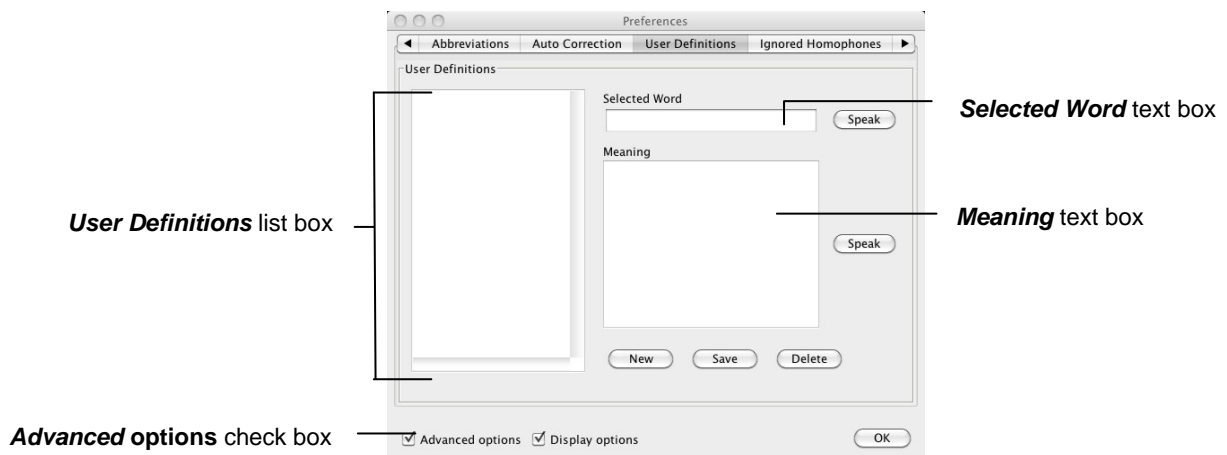 Preferences
Abbreviations Auto Correction User Definitions Ignored Homophones
User Definitions
Selected Word
Speak
Selected Word text box
Meaning
Meaning text box
User Definitions list box
Speak
New Save Delete
Advanced options check box
Advanced options Display options OK